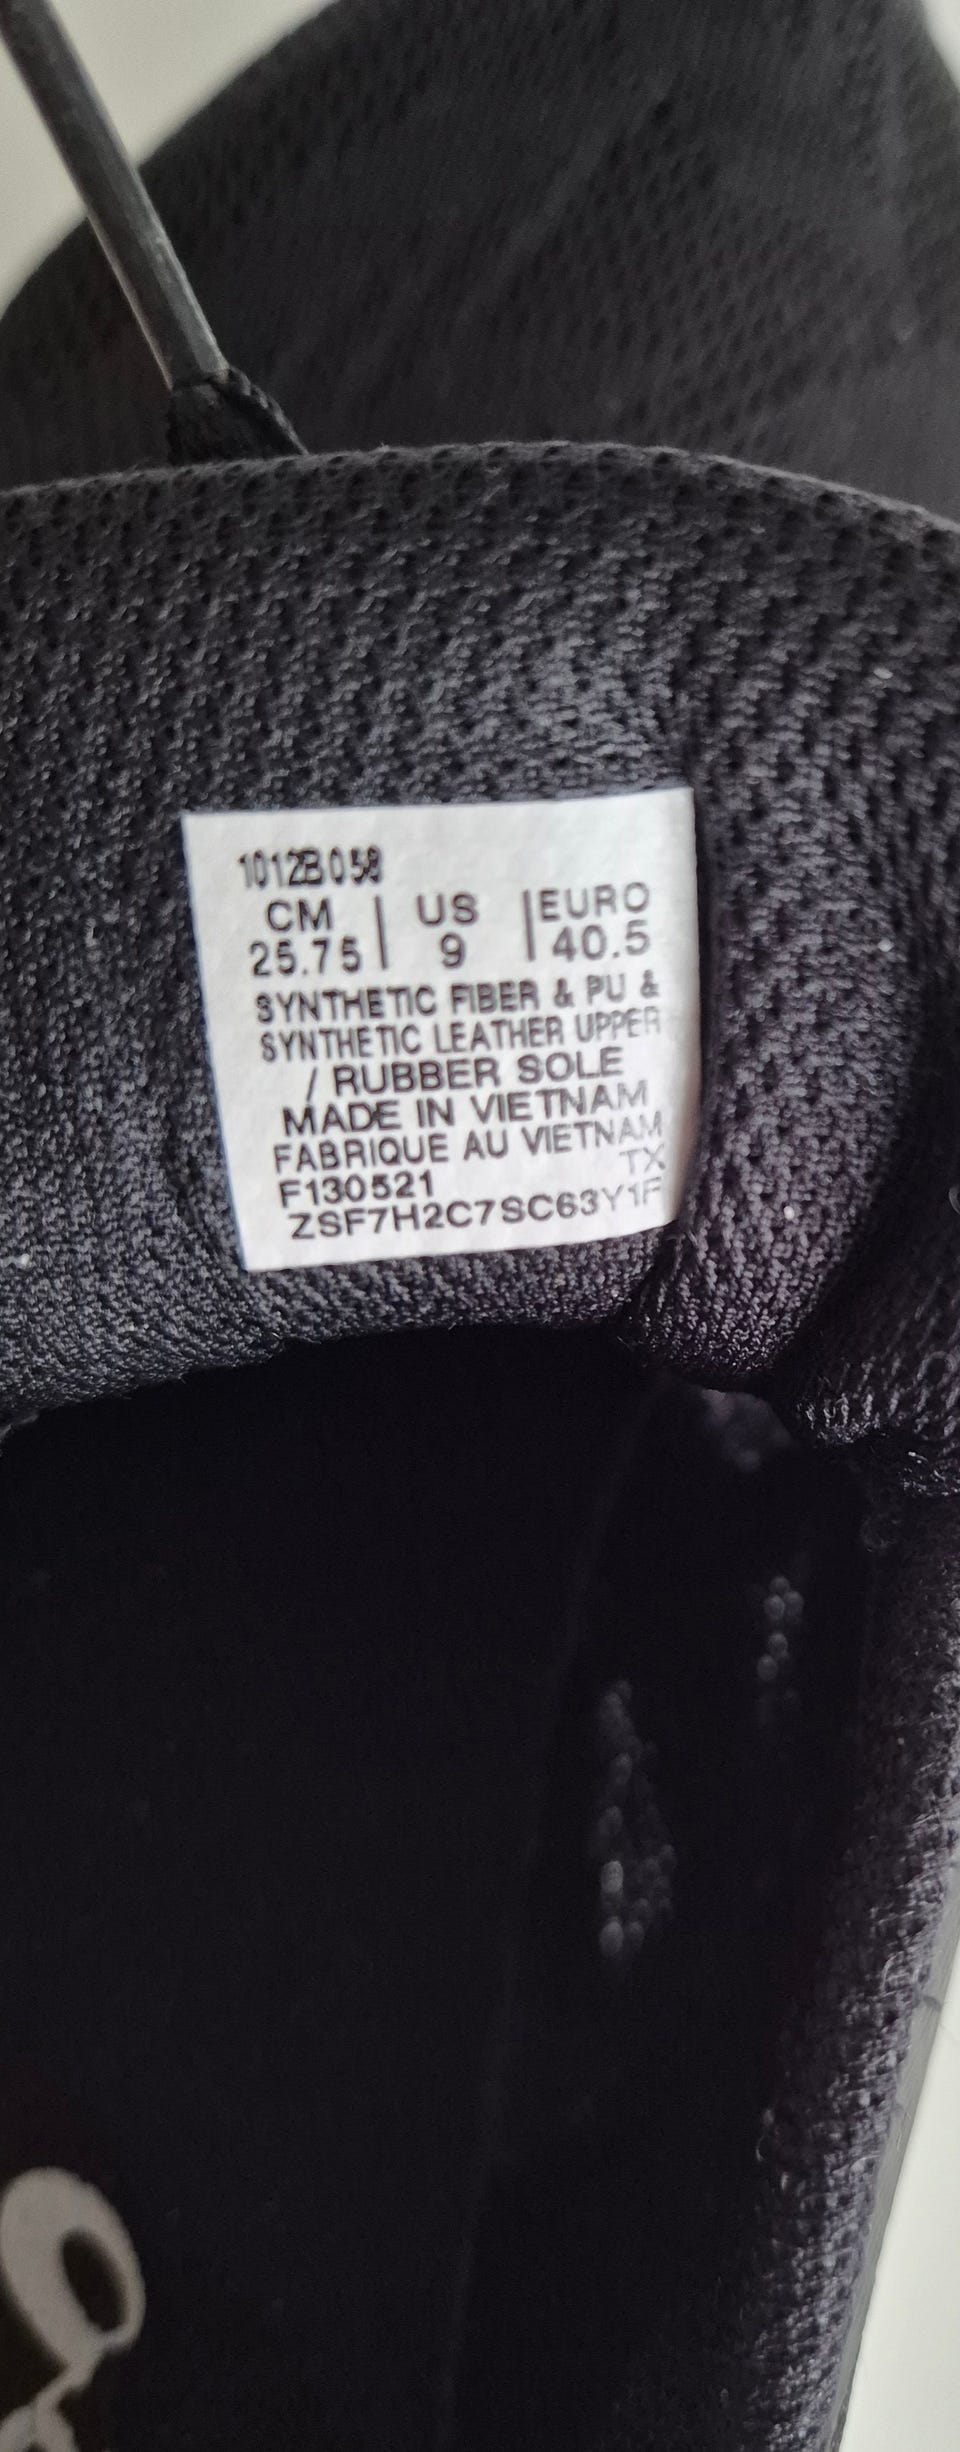 1012B058
CM | US | EURO
25.75 | 9 | 40.5
SYNTHETIC FIBER & PU &
SYNTHETIC LEATHER UPPER
/ RUBBER SOLE
MADE IN VIETNAM
FABRIQUE AU VIETNAM
TX
F130521
ZSF7H2C7SC63Y1F